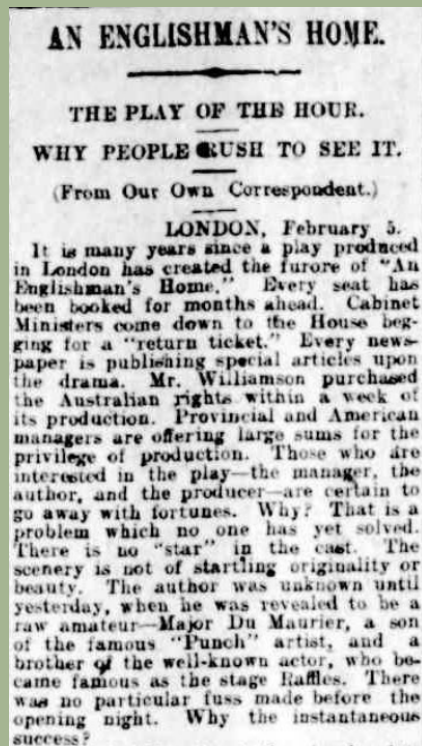 AN ENGLISHMAN'S HOME.
THE PLAY OF THE HOUR.
WHY PEOPLE RUSH TO SEE IT.
(From Our Own Correspondent.)
LONDON, February 5.
It is many years since a play produced
in London has created the furore of "An
Englishman's Home." Every seat has
been booked for months ahead. Cabinet
Ministers come down to the House beg-
ging for a "return ticket." Every news-
paper is publishing special articles upon
the drama. Mr. Williamson purchased
the Australian rights within a week of
its production. Provincial and American
managers are offering large sums for the
privilege of production. Those who are
interested in the play—the manager, the
author, and the producer—are certain to
go away with fortunes. Why? That is a
problem which no one has yet solved.
There is no "star" in the cast. The
scenery is not of startling originality or
beauty. The author was unknown until
yesterday, when he was revealed to be a
raw amateur—Major Du Maurier, a son
of the famous "Punch" artist, and a
brother of the well-known actor, who be-
came famous as the stage Raffles. There
was no particular fuss made before the
opening night. Why the instantaneous
success?